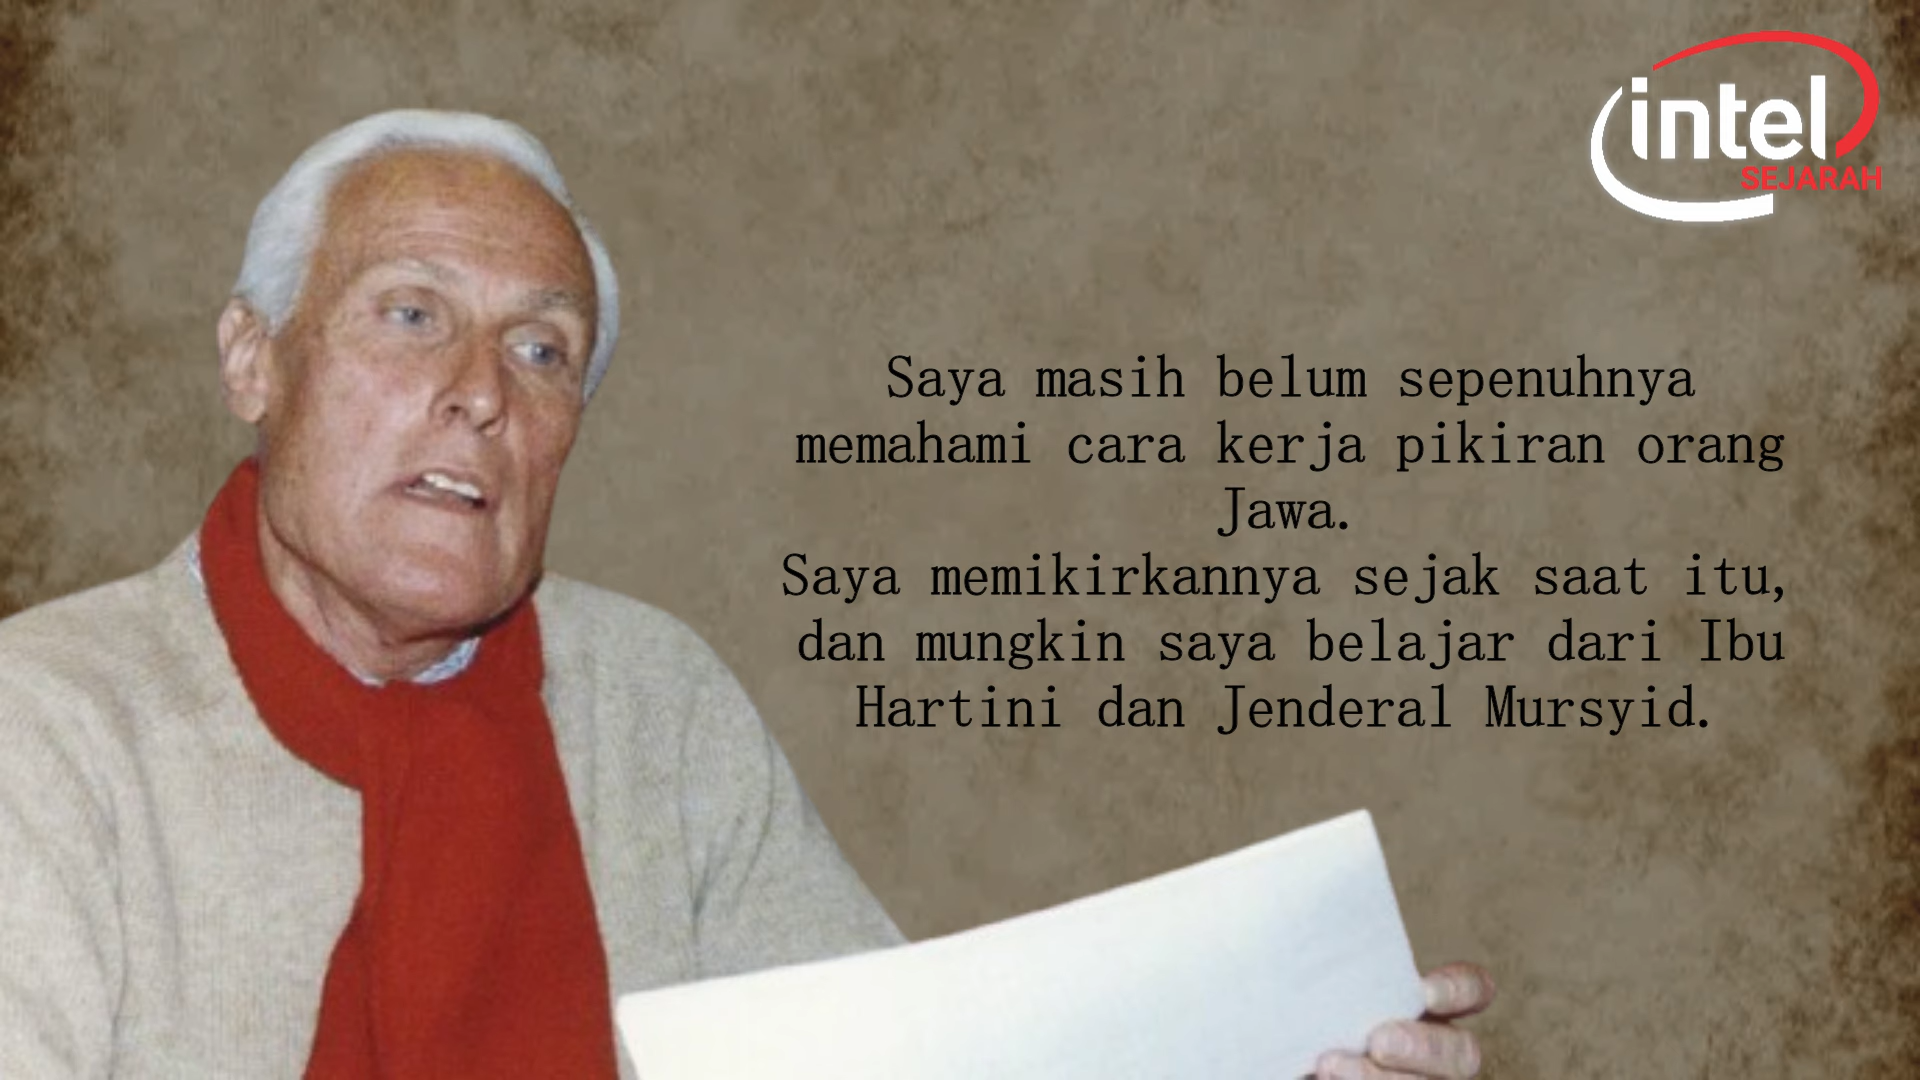 intel
SEJARAH
Saya masih belum sepenuhnya
memahami cara kerja pikiran orang
Jawa.
Saya memikirkannya sejak saat itu,
dan mungkin saya belajar dari Ibu
Hartini dan Jenderal Mursyid.